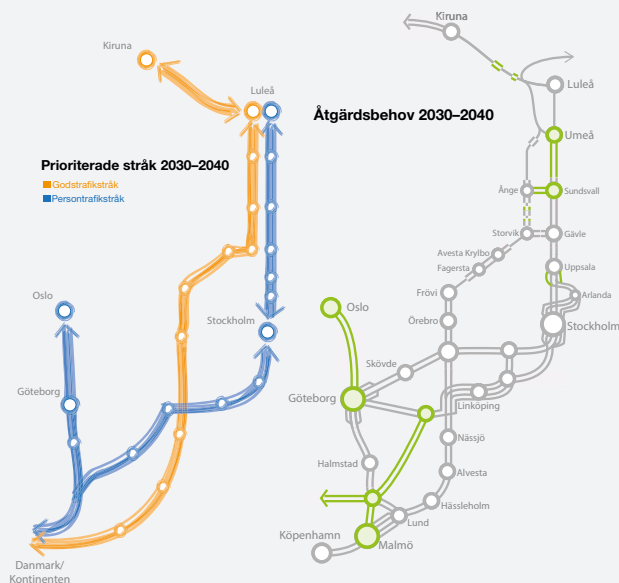 Kiruna
Luleå
Prioriterade stråk 2030–2040
Godstrafikstråk
Persontrafikstråk
Oslo
Stockholm
Göteborg
Danmark/
Kontinenten
Kiruna
Luleå
Åtgärdsbehov 2030–2040
Umeå
Ånge
Sundsvall
Storvik
Gävle
Avesta Krylbo
Fagersta
Uppsala
Frövi
Arlanda
Oslo
Örebro
Stockholm
Skövde
Göteborg
Linköping
Nässjö
Halmstad
Alvesta
Hässleholm
Lund
Köpenhamn
Malmö